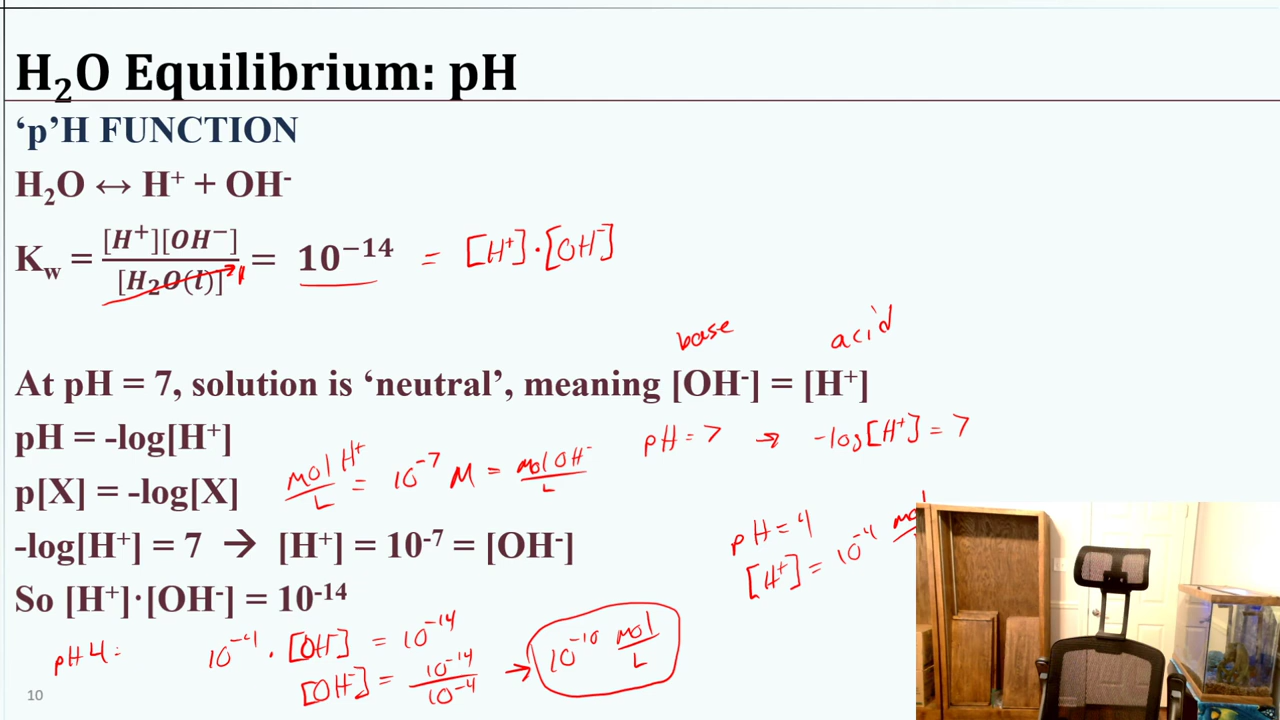 H₂O Equilibrium: pH
‘p’H FUNCTION
H₂O ↔ H⁺ + OH⁻
K_w = [H⁺][OH⁻] / [H₂O(l)] = 10⁻¹⁴ = [H⁺]·[OH⁻]
1
base acid
At pH = 7, solution is ‘neutral’, meaning [OH⁻] = [H⁺]
pH = -log[H⁺]
pH = 7 → -log[H⁺] = 7
p[X] = -log[X]
mol H⁺ / L = 10⁻⁷ M = mol OH⁻ / L
-log[H⁺] = 7 → [H⁺] = 10⁻⁷ = [OH⁻]
pH = 4
[H⁺] = 10⁻⁴
So [H⁺]·[OH⁻] = 10⁻¹⁴
pH 4: 10⁻⁴ · [OH⁻] = 10⁻¹⁴
[OH⁻] = 10⁻¹⁴ / 10⁻⁴ → 10⁻¹⁰ mol / L
10